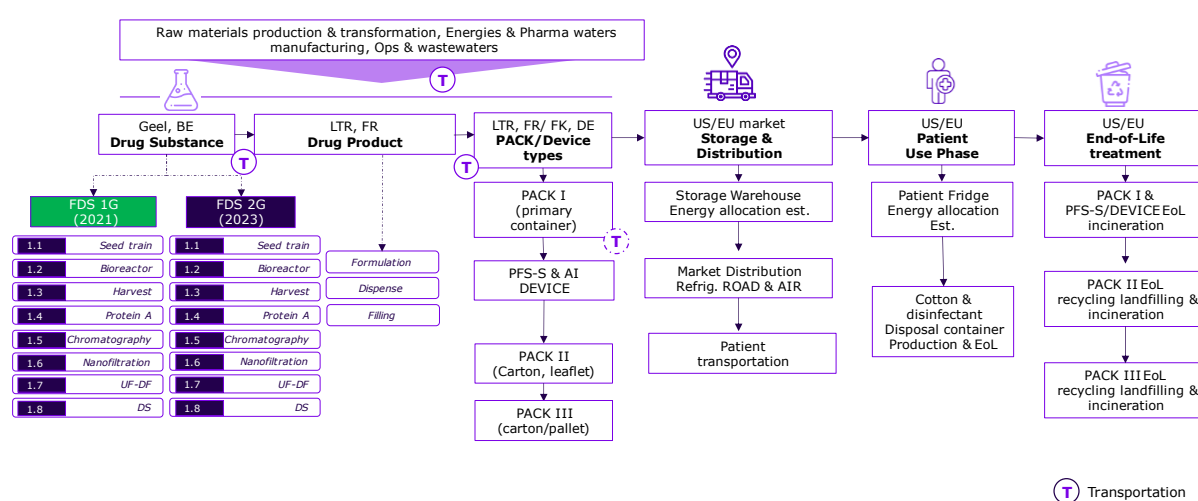 Raw materials production & transformation, Energies & Pharma waters
manufacturing, Ops & wastewaters
T
Geel, BE
Drug Substance
T
LTR, FR
Drug Product
T
LTR, FR/ FK, DE
PACK/Device
types
US/EU market
Storage &
Distribution
US/EU
Patient
Use Phase
US/EU
End-of-Life
treatment
FDS 1G
(2021)
1.1 Seed train
1.2 Bioreactor
1.3 Harvest
1.4 Protein A
1.5 Chromatography
1.6 Nanofiltration
1.7 UF-DF
1.8 DS
FDS 2G
(2023)
1.1 Seed train
1.2 Bioreactor
1.3 Harvest
1.4 Protein A
1.5 Chromatography
1.6 Nanofiltration
1.7 UF-DF
1.8 DS
Formulation
Dispense
Filling
PACK I
(primary
container)
T
PFS-S & AI
DEVICE
PACK II
(Carton, leaflet)
PACK III
(carton/pallet)
Storage Warehouse
Energy allocation est.
Market Distribution
Refrig. ROAD & AIR
Patient
transportation
Patient Fridge
Energy allocation
Est.
Cotton &
disinfectant
Disposal container
Production & EoL
PACK I &
PFS-S/DEVICE EoL
incineration
PACK II EoL
recycling landfilling &
incineration
PACK III EoL
recycling landfilling &
incineration
T Transportation